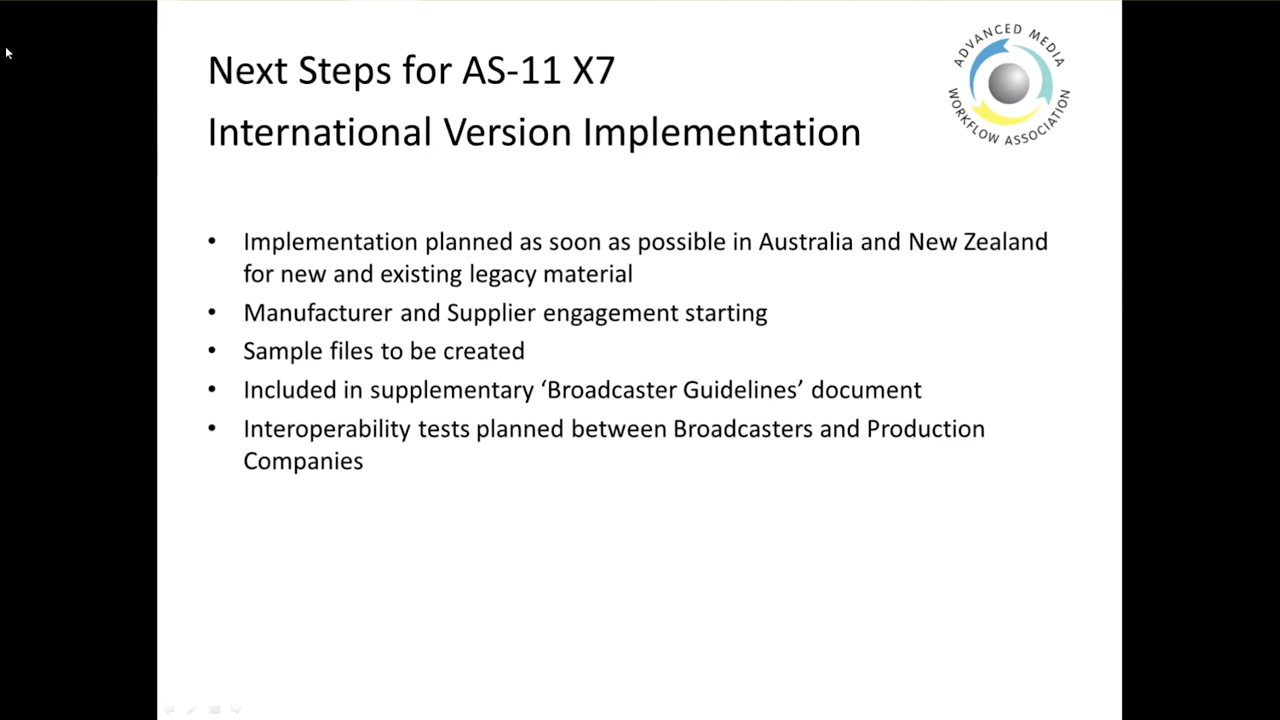 Next Steps for AS-11 X7
International Version Implementation
ADVANCED MEDIA
WORKFLOW ASSOCIATION
• Implementation planned as soon as possible in Australia and New Zealand
for new and existing legacy material
• Manufacturer and Supplier engagement starting
• Sample files to be created
• Included in supplementary ‘Broadcaster Guidelines’ document
• Interoperability tests planned between Broadcasters and Production
Companies